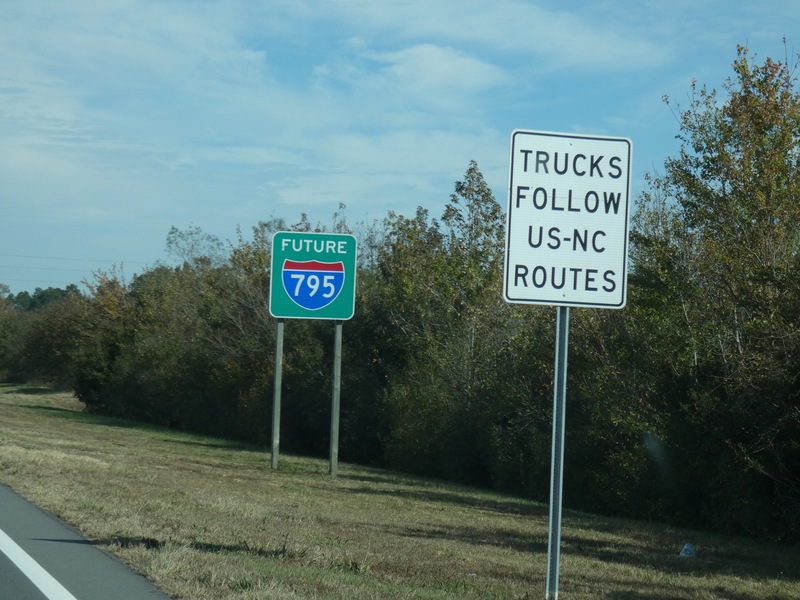 FUTURE
795
TRUCKS
FOLLOW
US-NC
ROUTES